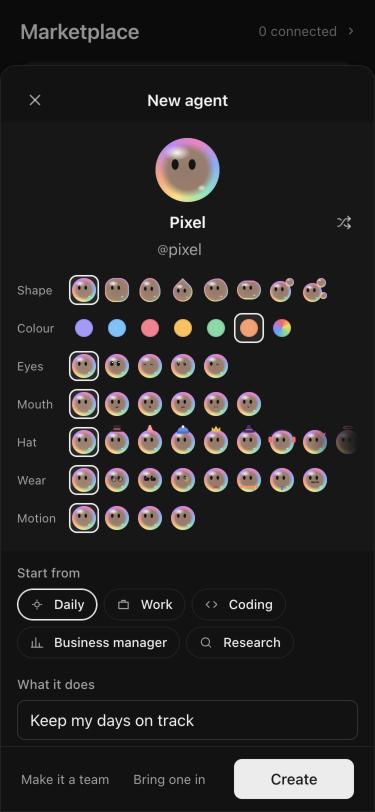 Marketplace
0 connected
New agent
Pixel
@pixel
Shape
Colour
Eyes
Mouth
Hat
Wear
Motion
Start from
Daily
Work
Coding
Business manager
Research
What it does
Keep my days on track
Make it a team
Bring one in
Create